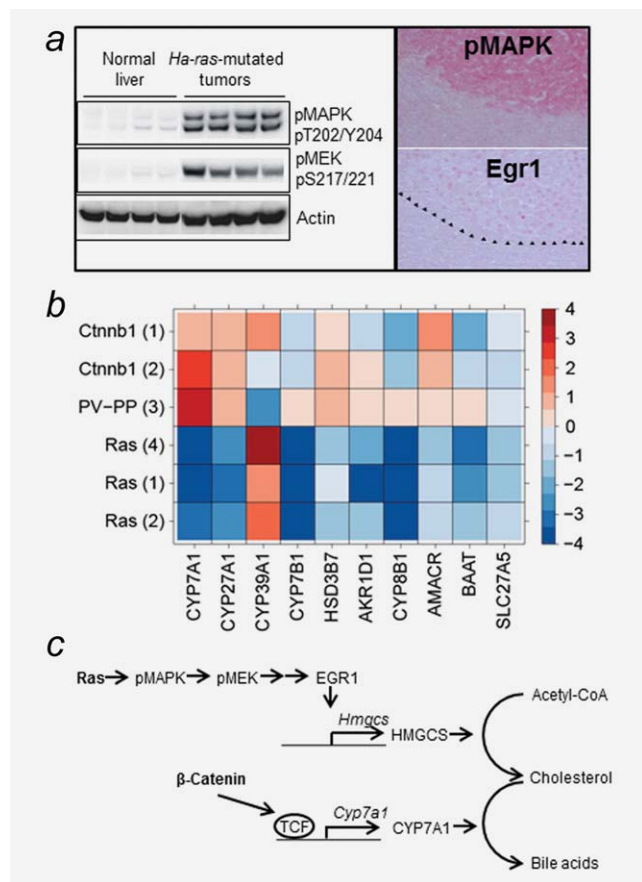 a
Normal liver
Ha-ras-mutated tumors
pMAPK
pT202/Y204
pMEK
pS217/221
Actin
pMAPK
Egr1
b
Ctnnb1 (1)
Ctnnb1 (2)
PV−PP (3)
Ras (4)
Ras (1)
Ras (2)
4
3
2
1
0
−1
−2
−3
−4
CYP7A1
CYP27A1
CYP39A1
CYP7B1
HSD3B7
AKR1D1
CYP8B1
AMACR
BAAT
SLC27A5
c
Ras pMAPK pMEK EGR1
Acetyl-CoA
Hmgcs
HMGCS
Cholesterol
β-Catenin
Cyp7a1
TCF
CYP7A1
Bile acids